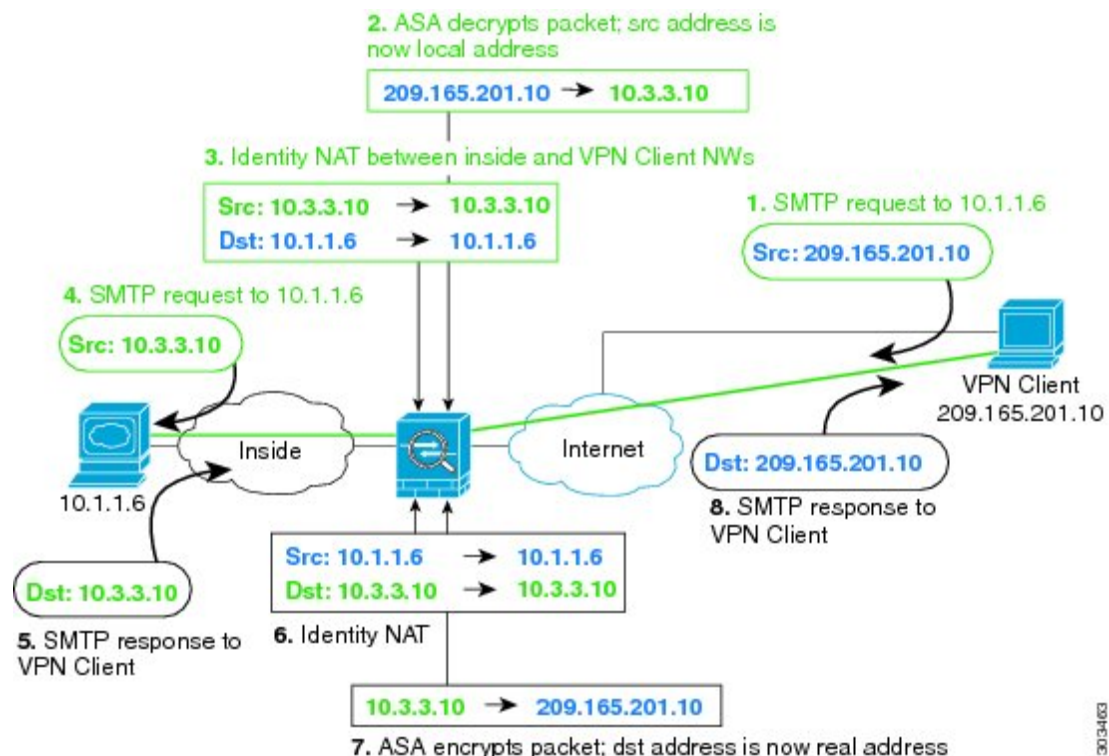 2. ASA decrypts packet; src address is
now local address
209.165.201.10 → 10.3.3.10
3. Identity NAT between inside and VPN Client NWs
Src: 10.3.3.10 → 10.3.3.10
Dst: 10.1.1.6 → 10.1.1.6
1. SMTP request to 10.1.1.6
Src: 209.165.201.10
4. SMTP request to 10.1.1.6
Src: 10.3.3.10
VPN Client
209.165.201.10
Inside
Internet
10.1.1.6
Dst: 209.165.201.10
8. SMTP response to
VPN Client
Src: 10.1.1.6 → 10.1.1.6
Dst: 10.3.3.10 → 10.3.3.10
6. Identity NAT
Dst: 10.3.3.10
5. SMTP response to
VPN Client
10.3.3.10 → 209.165.201.10
7. ASA encrypts packet; dst address is now real address
303463